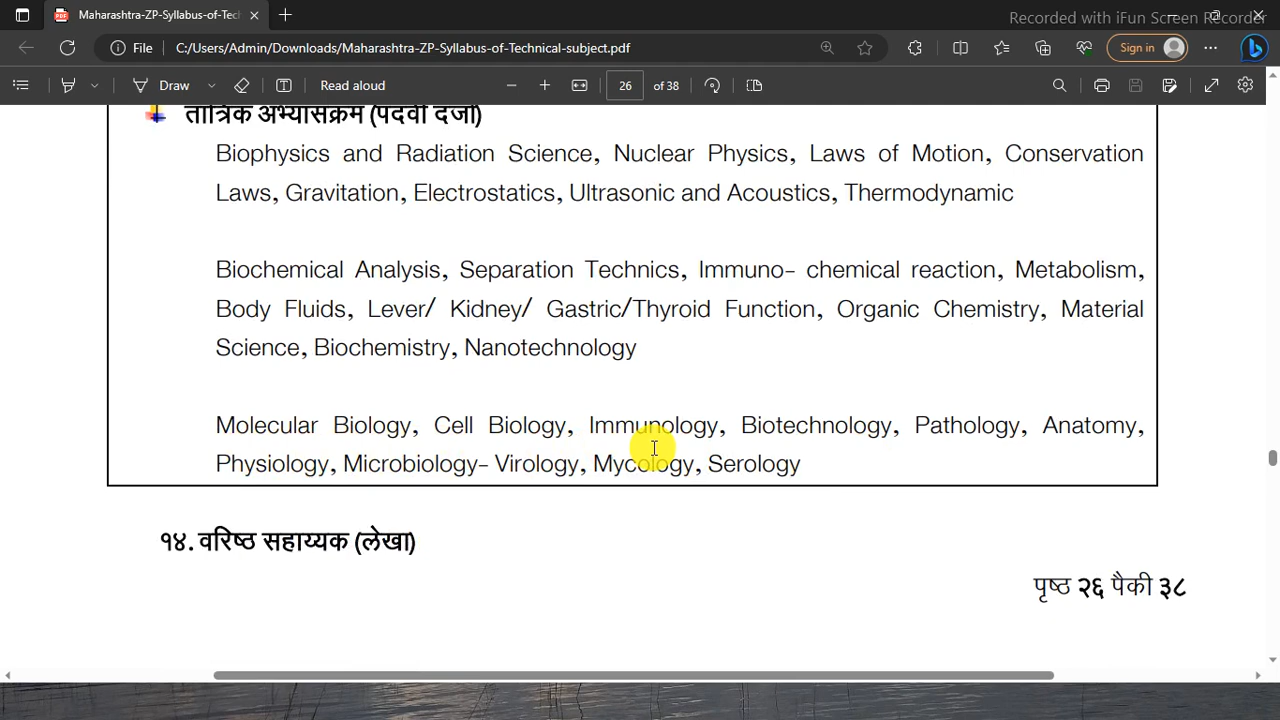 Maharashtra-ZP-Syllabus-of-Tech
Recorded with iFun Screen Recorder
File C:/Users/Admin/Downloads/Maharashtra-ZP-Syllabus-of-Technical-subject.pdf Sign in
Draw Read aloud 26 of 38
तांत्रिक अभ्यासक्रम (पदवी दर्जा)
Biophysics and Radiation Science, Nuclear Physics, Laws of Motion, Conservation
Laws, Gravitation, Electrostatics, Ultrasonic and Acoustics, Thermodynamic
Biochemical Analysis, Separation Technics, Immuno- chemical reaction, Metabolism,
Body Fluids, Lever/ Kidney/ Gastric/Thyroid Function, Organic Chemistry, Material
Science, Biochemistry, Nanotechnology
Molecular Biology, Cell Biology, Immunology, Biotechnology, Pathology, Anatomy,
Physiology, Microbiology- Virology, Mycology, Serology
१४. वरिष्ठ सहाय्यक (लेखा)
पृष्ठ २६ पैकी ३८